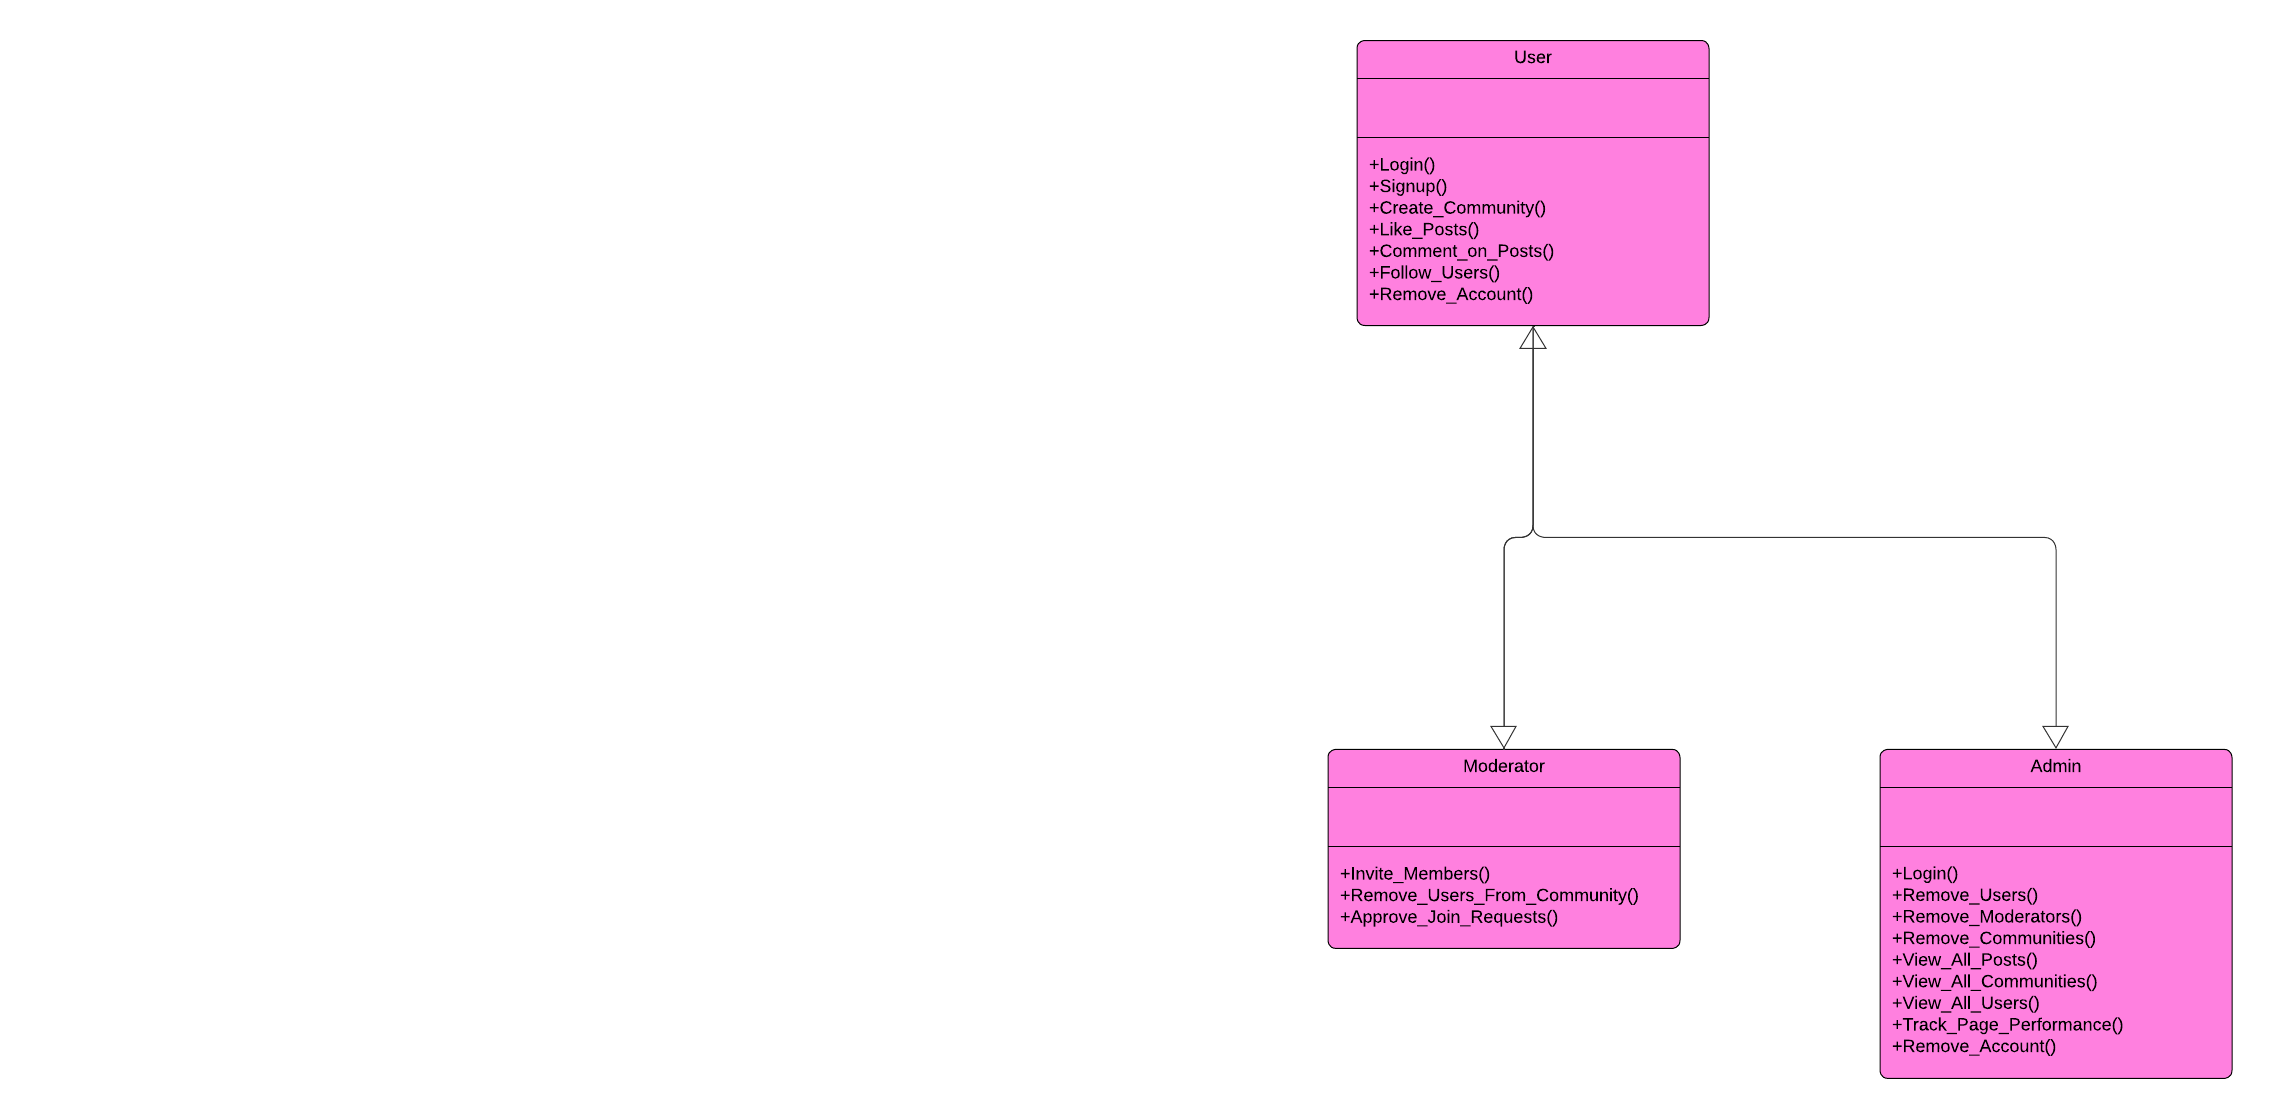 User
+Login()
+Signup()
+Create_Community()
+Like_Posts()
+Comment_on_Posts()
+Follow_Users()
+Remove_Account()
Moderator
+Invite_Members()
+Remove_Users_From_Community()
+Approve_Join_Requests()
Admin
+Login()
+Remove_Users()
+Remove_Moderators()
+Remove_Communities()
+View_All_Posts()
+View_All_Communities()
+View_All_Users()
+Track_Page_Performance()
+Remove_Account()